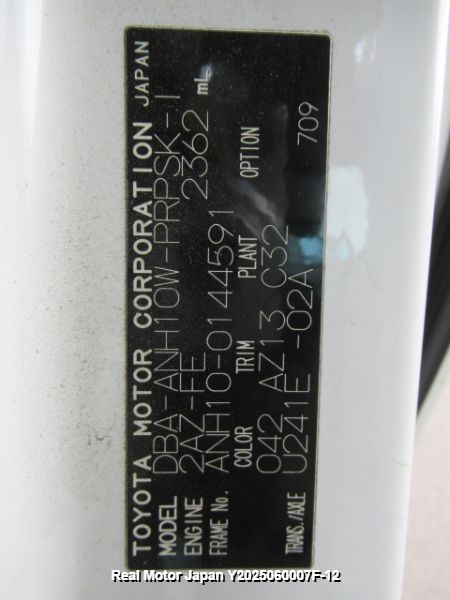 TOYOTA MOTOR CORPORATION JAPAN
MODEL DBA-ANH10W-PRPSK-I
ENGINE 2AZ-FE 2362 mL
FRAME No. ANH10-0144591
COLOR TRIM PLANT OPTION
042 AZ13 C32
TRANS./AXLE U241E -02A 709
Real Motor Japan Y2025060007F-12